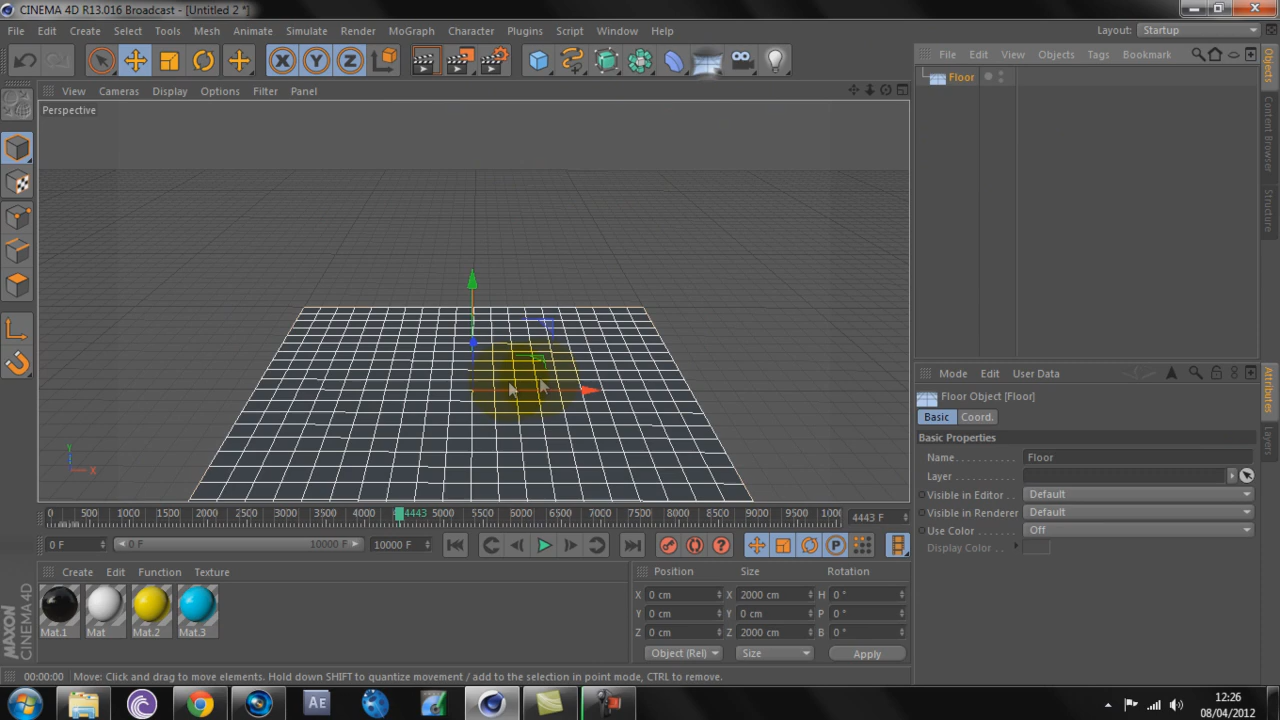 CINEMA 4D R13.016 Broadcast - [Untitled 2 *]
File Edit Create Select Tools Mesh Animate Simulate Render MoGraph Character Plugins Script Window Help Layout: Startup
X Y Z
File Edit View Objects Tags Bookmark
Floor
View Cameras Display Options Filter Panel
Perspective
Objects
Content Browser
Structure
Mode Edit User Data
Floor Object [Floor]
Basic Coord.
Basic Properties
Name Floor
Layer
Visible in Editor Default
Visible in Renderer Default
Use Color Off
Display Color
Attributes
Layers
Y
X
0 500 1000 1500 2000 2500 3000 3500 4000 4443 5000 5500 6000 6500 7000 7500 8000 8500 9000 9500 1000 4443 F
0 F 0 F 10000 F 10000 F P
Create Edit Function Texture
Mat.1 Mat Mat.2 Mat.3
Position Size Rotation
X 0 cm X 2000 cm H 0 °
Y 0 cm Y 0 cm P 0 °
Z 0 cm Z 2000 cm B 0 °
Object (Rel) Size Apply
MAXON
CINEMA 4D
00:00:00 Move: Click and drag to move elements. Hold down SHIFT to quantize movement / add to the selection in point mode, CTRL to remove.
Ae
12:26
08/04/2012